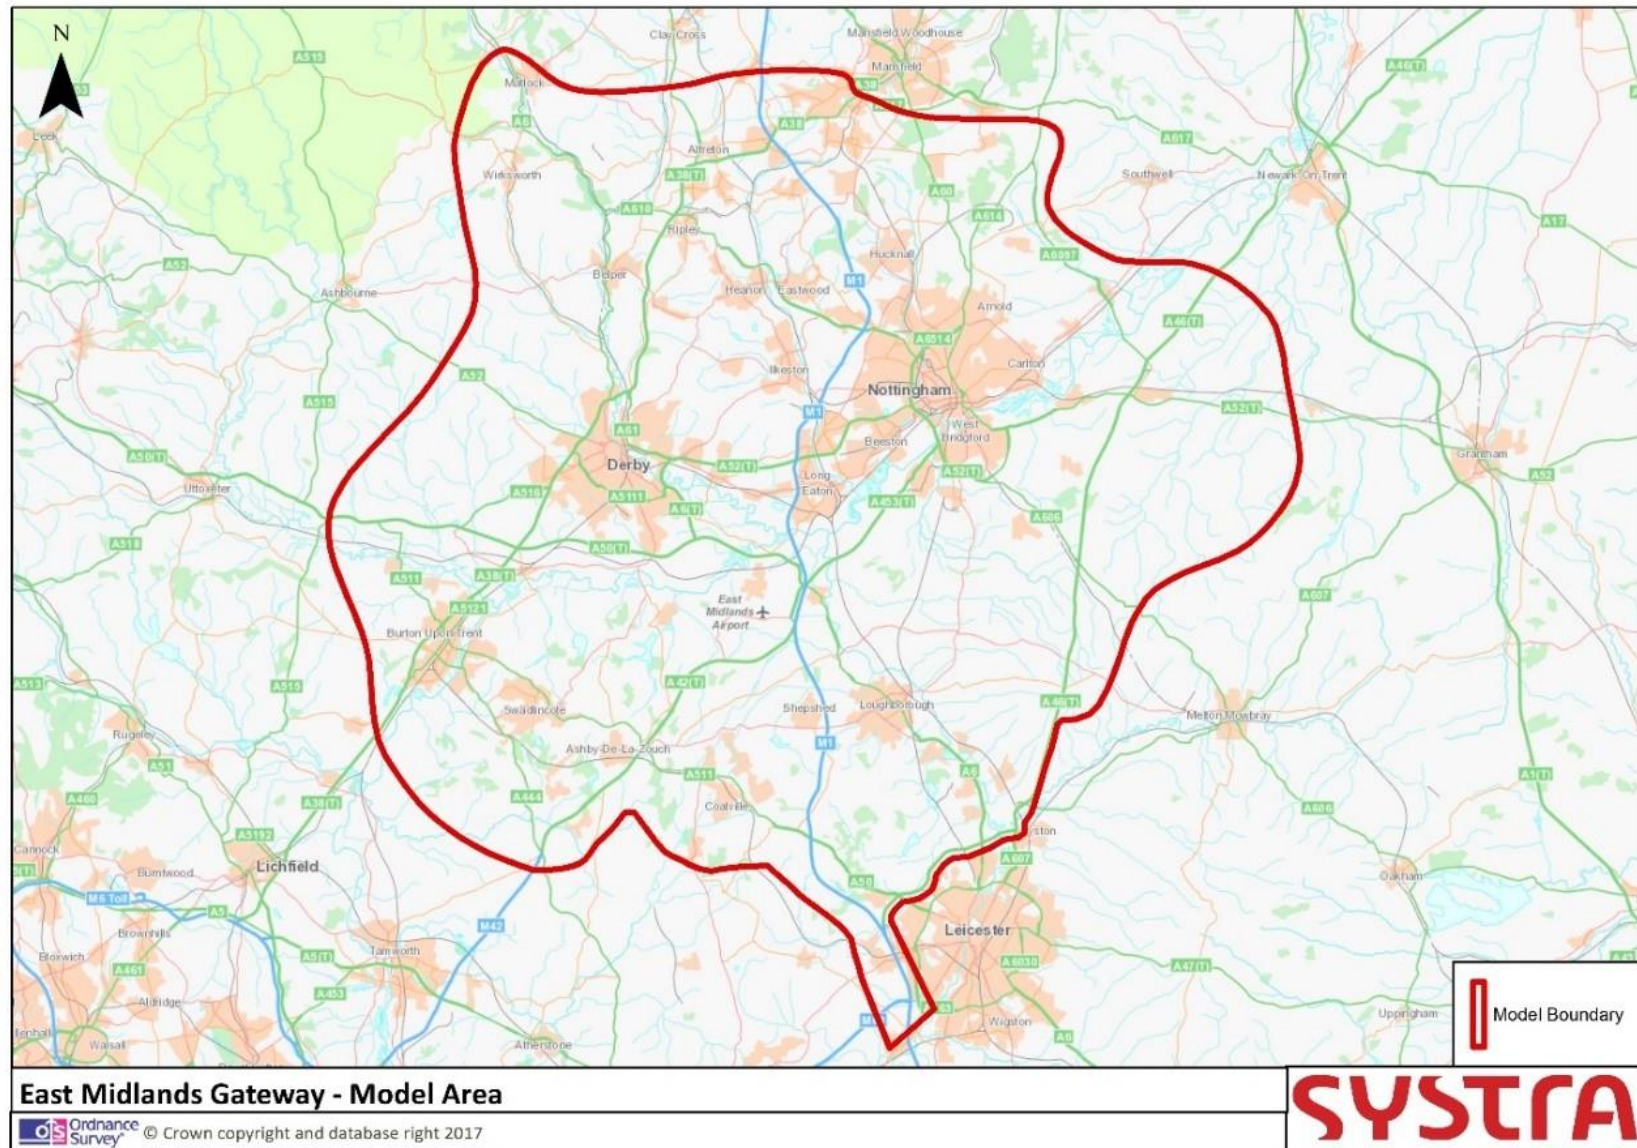 N
Clay Cross
Mansfield Woodhouse
A515
Mansfield
A46(T)
Matlock
A38
Leek
A6
A38
A617
Alfreton
Wirksworth
A38(T)
Southwell
Newark-On-Trent
A60
A610
A614
A17
Ripley
A52
Hucknall
A6097
Belper
M1
Ashbourne
Heanor
Eastwood
Arnold
A46(T)
A6514
Ilkeston
Carlton
A52
Nottingham
A515
M1
A52(T)
A61
West
Bridgford
Beeston
A50(T)
Derby
A52(T)
A52(T)
Grantham
A52
Uttoxeter
A516
A5111
Long
Eaton
A453(T)
A6(T)
A606
A518
A50(T)
A511
A38(T)
A607
A5121
East
Midlands
Airport
Burton Upon Trent
A513
A515
A42(T)
A46(T)
Swadlincote
Shepshed
Loughborough
Melton Mowbray
Rugeley
M1
Ashby-De-La-Zouch
A51
A511
A6
A1(T)
A460
A38(T)
A444
Coalville
A606
A5192
Cannock
Lichfield
A607
Burntwood
A50
Oakham
M6 Toll
A5
M42
Leicester
Brownhills
Tamworth
Bloxwich
A5(T)
A461
A6030
A47(T)
A453
Aldridge
Wigston
Uppingham
A6
Walsall
Atherstone
Model Boundary
East Midlands Gateway - Model Area
SYSTRA
OS Ordnance
Survey © Crown copyright and database right 2017